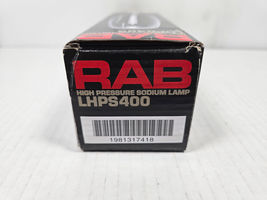 RAB
HIGH PRESSURE SODIUM LAMP
LHPS400
1981317418